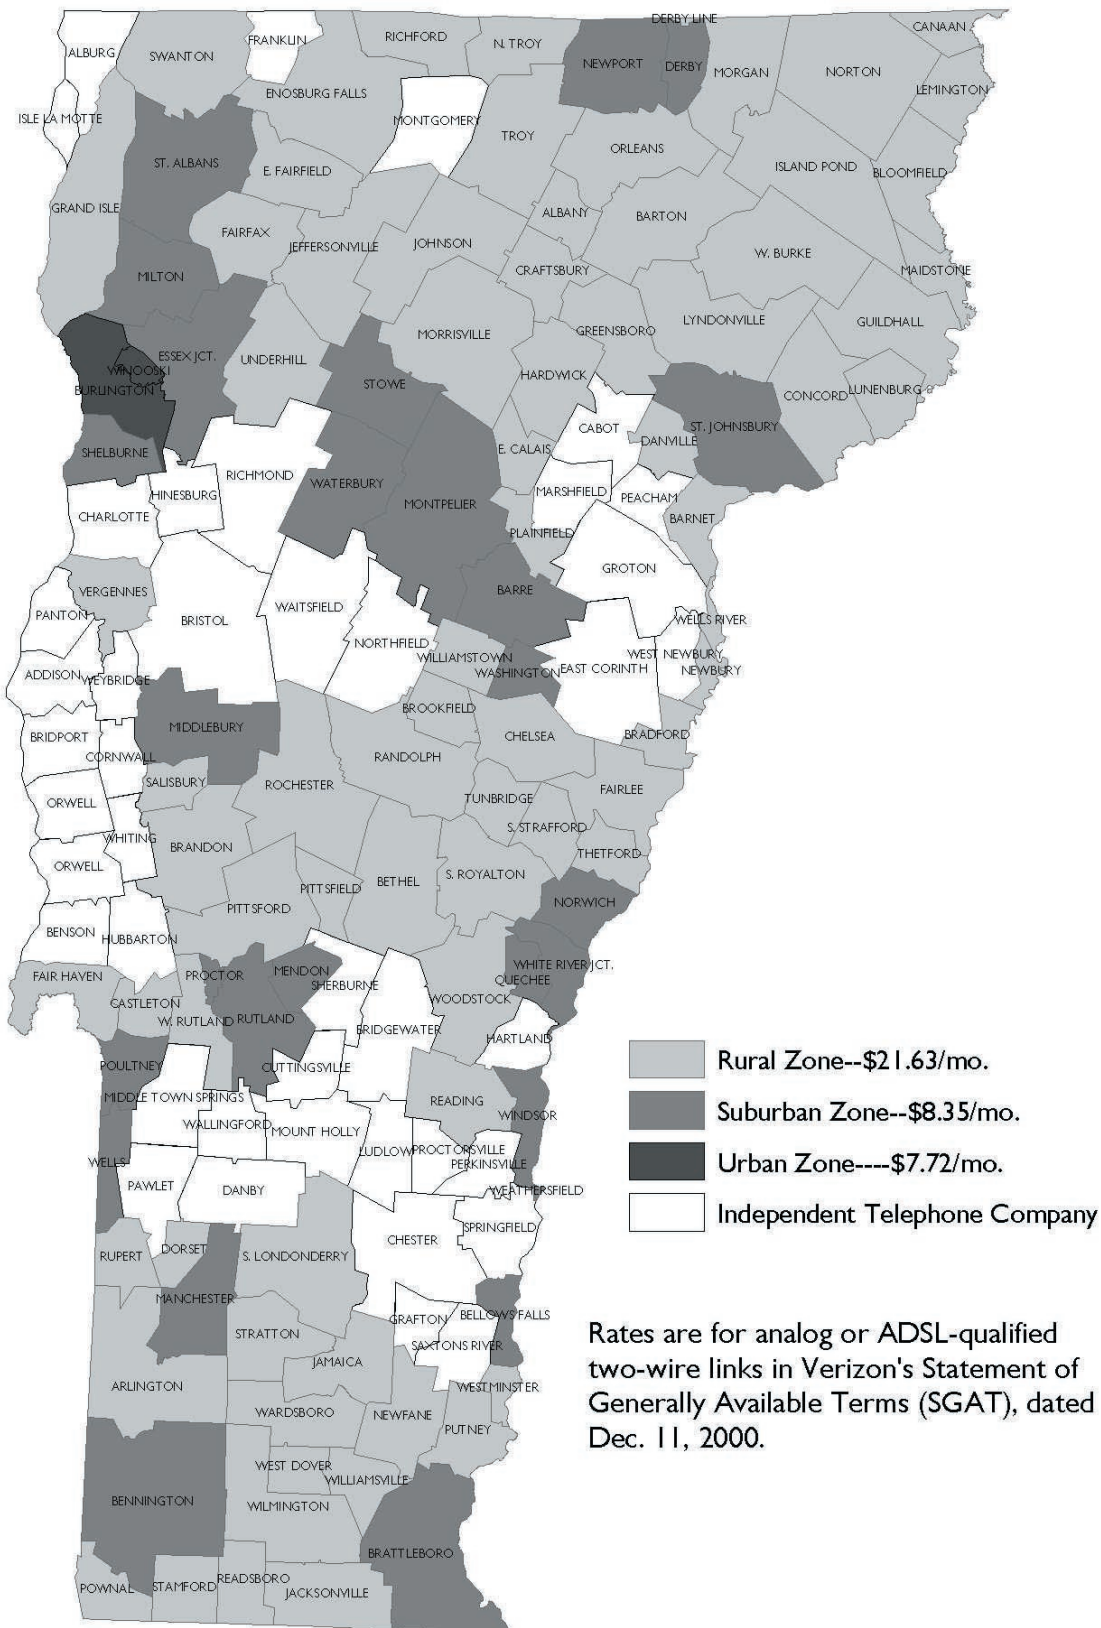 DERBY LINE
CANAAN
ALBURG
SWANTON
FRANKLIN
RICHFORD
N. TROY
NEWPORT
DERBY
MORGAN
NORTON
LEMINGTON
ENOSBURG FALLS
ISLE LA MOTTE
MONTGOMERY
TROY
ORLEANS
ST. ALBANS
E. FAIRFIELD
ISLAND POND
BLOOMFIELD
GRAND ISLE
FAIRFAX
JEFFERSONVILLE
JOHNSON
ALBANY
BARTON
W. BURKE
MILTON
CRAFTSBURY
MAIDSTONE
MORRISVILLE
GREENSBORO
LYNDONVILLE
GUILDHALL
ESSEX JCT.
WINOOSKI
BURLINGTON
UNDERHILL
STOWE
HARDWICK
CONCORD
LUNENBURG
SHELBURNE
CABOT
DANVILLE
ST. JOHNSBURY
E. CALAIS
RICHMOND
WATERBURY
HINESBURG
MARSHFIELD
PEACHAM
MONTPELIER
CHARLOTTE
PLAINFIELD
BARNET
GROTON
VERGENNES
BARRE
PANTON
BRISTOL
WAITSFIELD
NORTHFIELD
WELLS RIVER
WILLIAMSTOWN
WEST NEWBURY
ADDISON
WEYBRIDGE
WASHINGTON
EAST CORINTH
NEWBURY
BROOKFIELD
MIDDLEBURY
BRIDPORT
CHELSEA
BRADFORD
CORNWALL
RANDOLPH
SALISBURY
ROCHESTER
FAIRLEE
ORWELL
TUNBRIDGE
S. STRAFFORD
WHITING
BRANDON
THETFORD
ORWELL
S. ROYALTON
BETHEL
PITTSFIELD
NORWICH
PITTSFORD
BENSON
HUBBARTON
WHITE RIVER JCT.
FAIR HAVEN
PROCTOR
MENDON
SHERBURNE
QUECHEE
CASTLETON
WOODSTOCK
W. RUTLAND
RUTLAND
BRIDGEWATER
HARTLAND
POULTNEY
CUTTINGSVILLE
MIDDLE TOWN SPRINGS
READING
WINDSOR
WALLINGFORD
MOUNT HOLLY
LUDLOW
PROCTORSVILLE
PERKINSVILLE
WELLS
PAWLET
DANBY
WEATHERSFIELD
SPRINGFIELD
CHESTER
RUPERT
DORSET
S. LONDONDERRY
MANCHESTER
GRAFTON
BELLOWS FALLS
STRATTON
SAXTONS RIVER
JAMAICA
ARLINGTON
WESTMINSTER
WARDSBORO
NEWFANE
PUTNEY
WEST DOVER
WILLIAMSVILLE
BENNINGTON
WILMINGTON
BRATTLEBORO
POWNAL
STAMFORD
READSBORO
JACKSONVILLE
Rural Zone--$21.63/mo.
Suburban Zone--$8.35/mo.
Urban Zone----$7.72/mo.
Independent Telephone Company
Rates are for analog or ADSL-qualified
two-wire links in Verizon's Statement of
Generally Available Terms (SGAT), dated
Dec. 11, 2000.